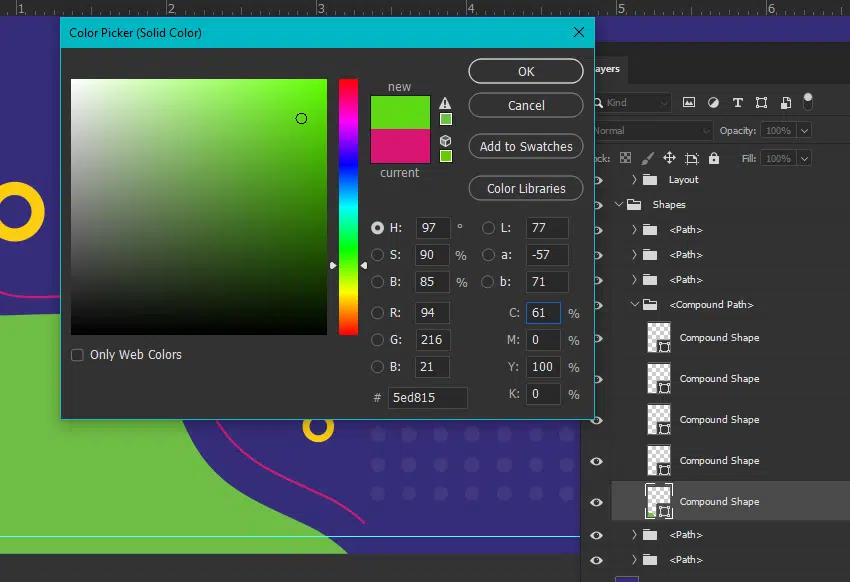 1 2 3 4 5 6
Color Picker (Solid Color)
new
current
OK
Cancel
Add to Swatches
Color Libraries
H: 97 °
S: 90 %
B: 85 %
R: 94
G: 216
B: 21
# 5ed815
L: 77
a: -57
b: 71
C: 61 %
M: 0 %
Y: 100 %
K: 0 %
Only Web Colors
ayers
Kind
Normal
Opacity: 100%
ock:
Fill: 100%
Layout
Shapes
<Path>
<Path>
<Path>
<Compound Path>
Compound Shape
Compound Shape
Compound Shape
Compound Shape
Compound Shape
<Path>
<Path>